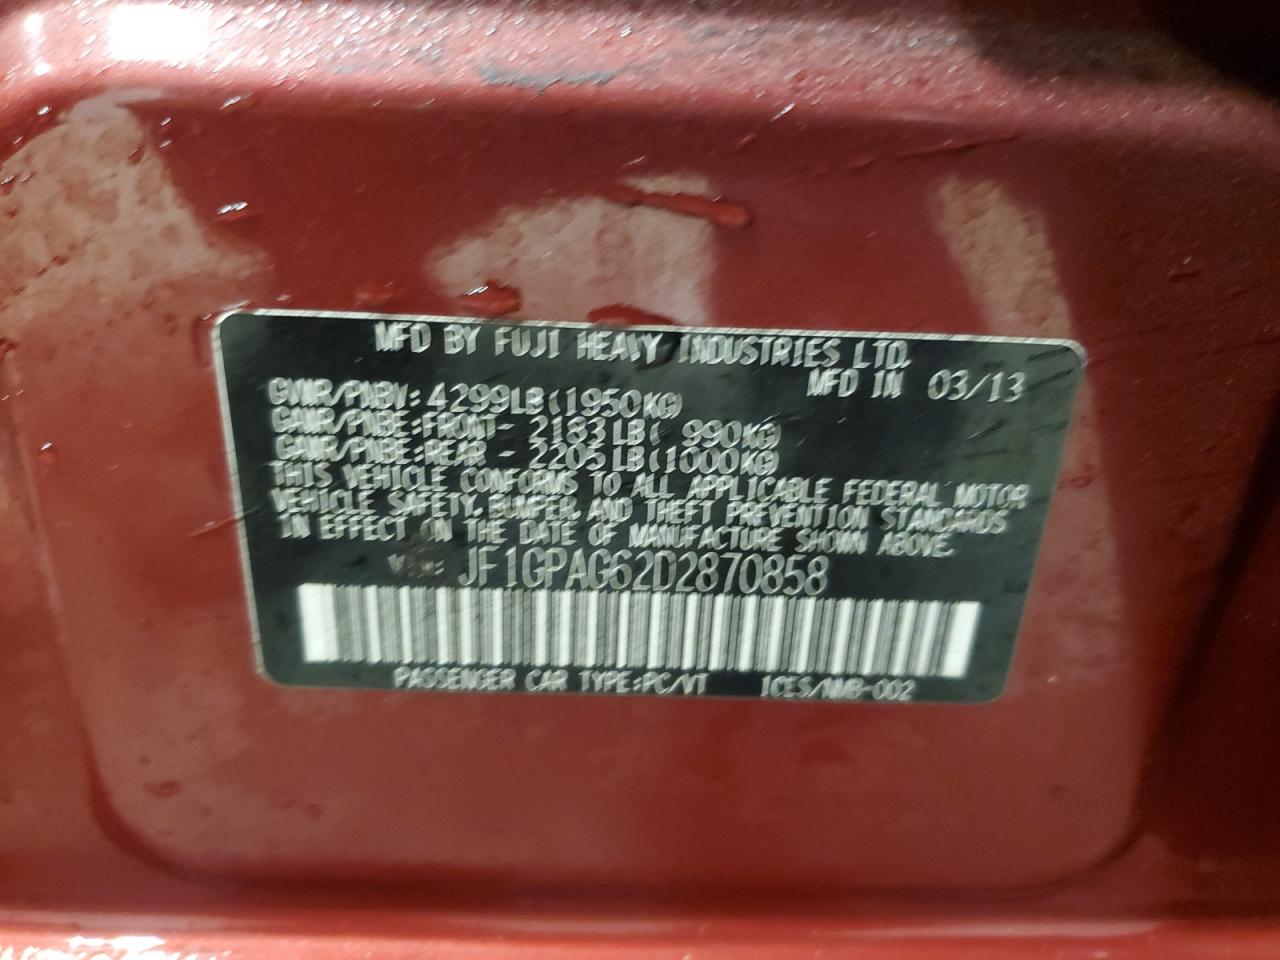 MFD BY FUJI HEAVY INDUSTRIES LTD.
MFD IN 03/13
GVWR/PNBV: 4299LB(1950KG)
GAWR/PNBE:FRONT- 2183LB( 990KG)
GAWR/PNBE:REAR - 2205LB(1000KG)
THIS VEHICLE CONFORMS TO ALL APPLICABLE FEDERAL MOTOR
VEHICLE SAFETY, BUMPER, AND THEFT PREVENTION STANDARDS
IN EFFECT ON THE DATE OF MANUFACTURE SHOWN ABOVE.
VIN: JF1GPAG62D2870858
PASSENGER CAR TYPE:PC/VT ICES/NMB-002